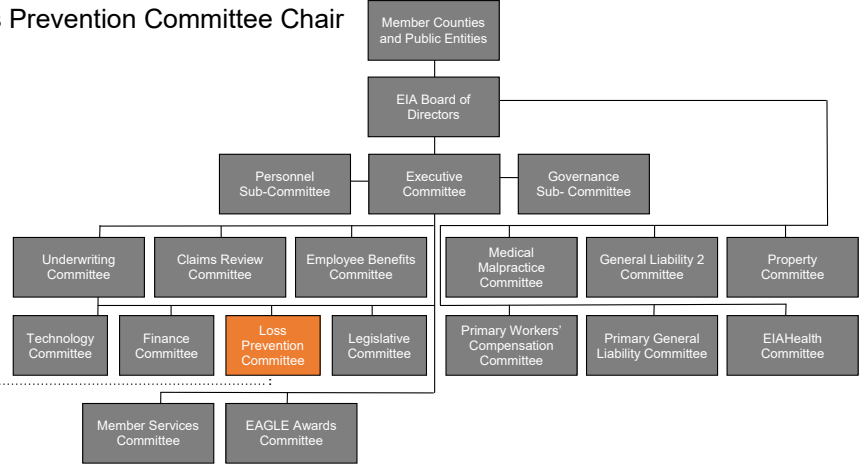 Prevention Committee Chair
Member Counties
and Public Entities
EIA Board of
Directors
Personnel
Sub-Committee
Executive
Committee
Governance
Sub- Committee
Underwriting
Committee
Claims Review
Committee
Employee Benefits
Committee
Medical
Malpractice
Committee
General Liability 2
Committee
Property
Committee
Technology
Committee
Finance
Committee
Loss
Prevention
Committee
Legislative
Committee
Primary Workers’
Compensation
Committee
Primary General
Liability Committee
EIAHealth
Committee
Member Services
Committee
EAGLE Awards
Committee